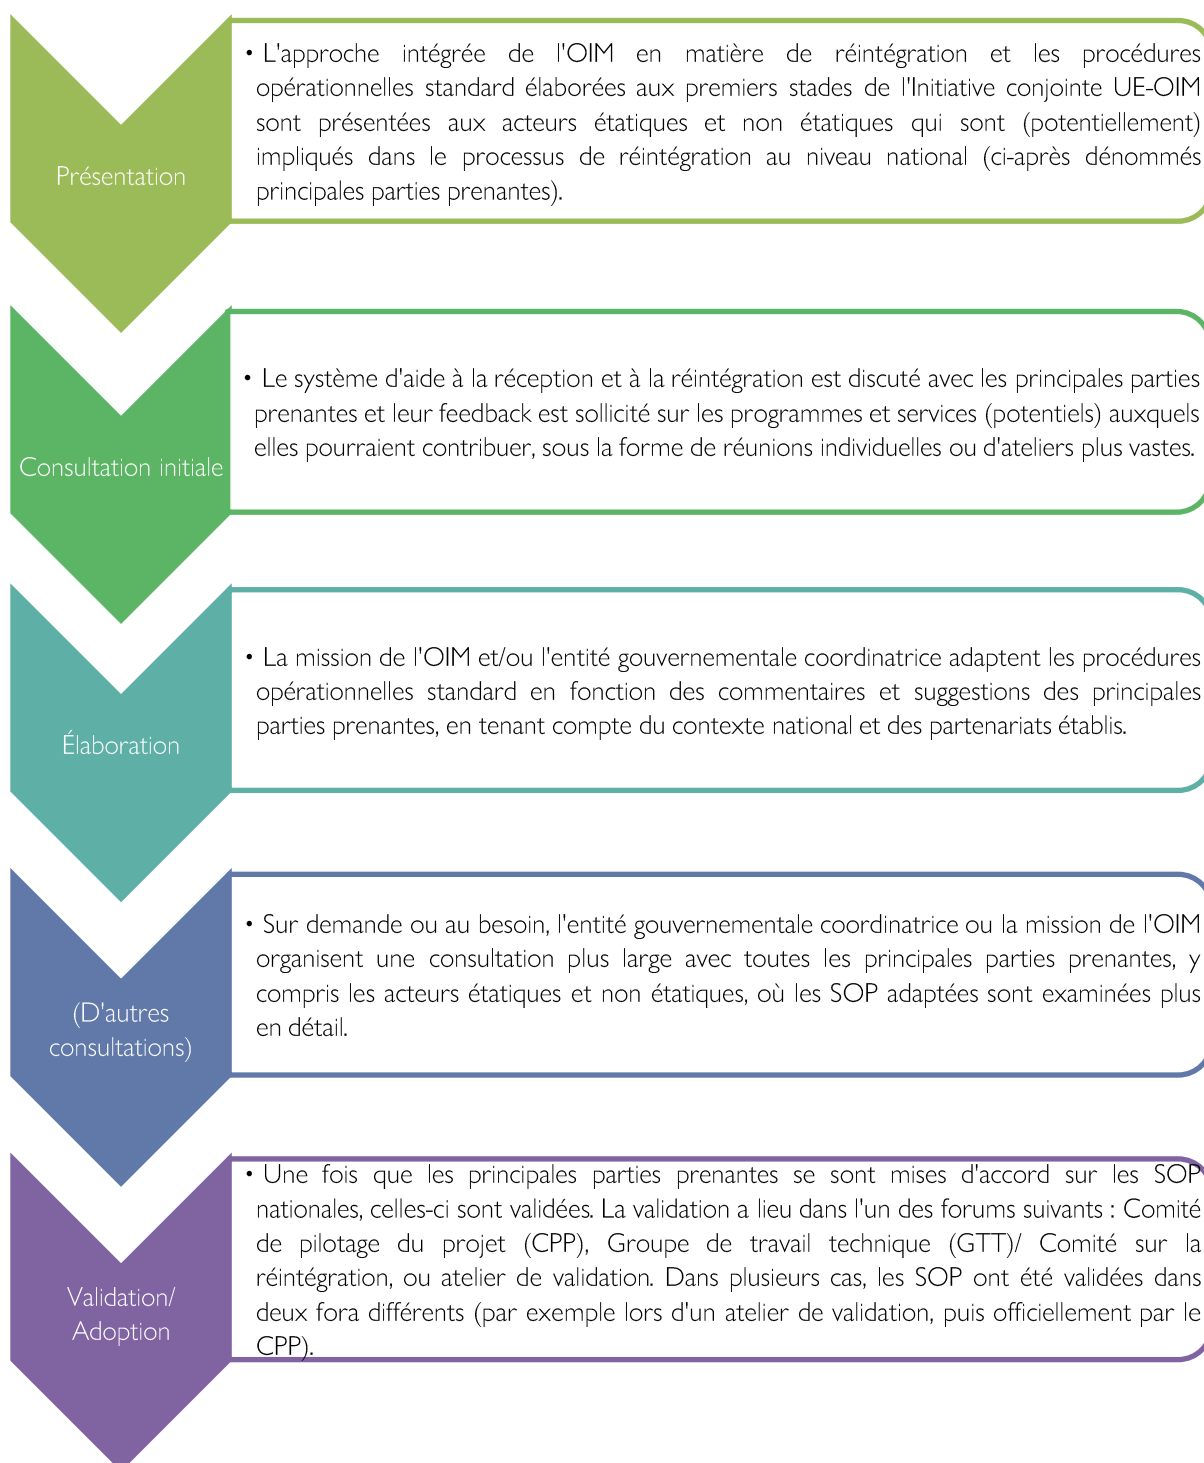 Présentation
• L'approche intégrée de l'OIM en matière de réintégration et les procédures
opérationnelles standard élaborées aux premiers stades de l'Initiative conjointe UE-OIM
sont présentées aux acteurs étatiques et non étatiques qui sont (potentiellement)
impliqués dans le processus de réintégration au niveau national (ci-après dénommés
principales parties prenantes).
Consultation initiale
• Le système d'aide à la réception et à la réintégration est discuté avec les principales parties
prenantes et leur feedback est sollicité sur les programmes et services (potentiels) auxquels
elles pourraient contribuer, sous la forme de réunions individuelles ou d'ateliers plus vastes.
Élaboration
• La mission de l'OIM et/ou l'entité gouvernementale coordinatrice adaptent les procédures
opérationnelles standard en fonction des commentaires et suggestions des principales
parties prenantes, en tenant compte du contexte national et des partenariats établis.
(D'autres
consultations)
• Sur demande ou au besoin, l'entité gouvernementale coordinatrice ou la mission de l'OIM
organisent une consultation plus large avec toutes les principales parties prenantes, y
compris les acteurs étatiques et non étatiques, où les SOP adaptées sont examinées plus
en détail.
Validation/
Adoption
• Une fois que les principales parties prenantes se sont mises d'accord sur les SOP
nationales, celles-ci sont validées. La validation a lieu dans l'un des forums suivants : Comité
de pilotage du projet (CPP), Groupe de travail technique (GTT)/ Comité sur la
réintégration, ou atelier de validation. Dans plusieurs cas, les SOP ont été validées dans
deux fora différents (par exemple lors d'un atelier de validation, puis officiellement par le
CPP).